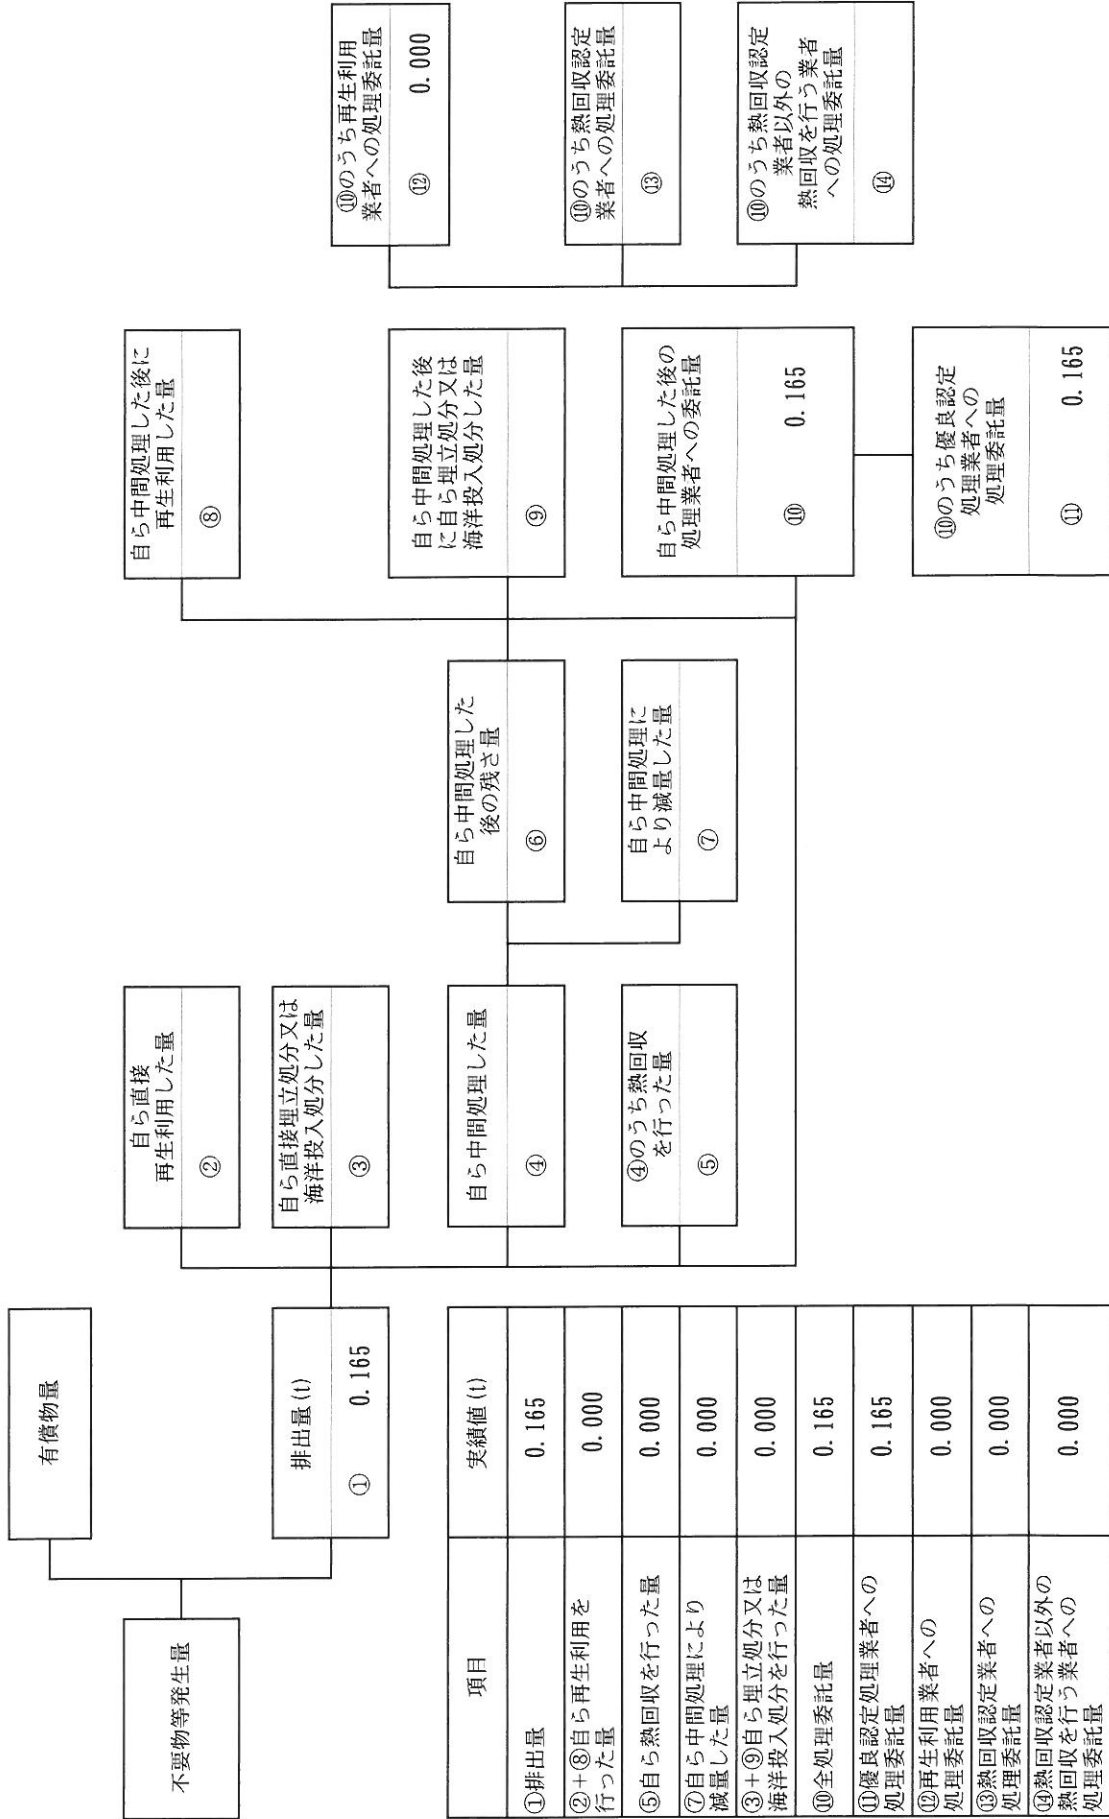 不要物等発生量
有償物量
排出量(t)
① 0.165
自ら直接
再生利用した量
②
自ら直接埋立処分又は
海洋投入処分した量
③
自ら中間処理した量
④
④のうち熱回収
を行った量
⑤
自ら中間処理した
後の残さ量
⑥
自ら中間処理に
より減量した量
⑦
自ら中間処理した後に
再生利用した量
⑧
自ら中間処理した後
に自ら埋立処分又は
海洋投入処分した量
⑨
自ら中間処理した後の
処理業者への委託量
⑩ 0.165
⑩のうち優良認定
処理業者への
処理委託量
⑪ 0.165
⑩のうち再生利用
業者への処理委託量
⑫ 0.000
⑩のうち熱回収認定
業者への処理委託量
⑬
⑩のうち熱回収認定
業者以外の
熱回収を行う業者
への処理委託量
⑭
項目 実績値(t)
①排出量 0.165
②+⑧自ら再生利用を
行った量 0.000
⑤自ら熱回収を行った量 0.000
⑦自ら中間処理により
減量した量 0.000
③+⑨自ら埋立処分又は
海洋投入処分を行った量 0.000
⑩全処理委託量 0.165
⑪優良認定処理業者への
処理委託量 0.165
⑫再生利用業者への
処理委託量 0.000
⑬熱回収認定業者への
処理委託量 0.000
⑭熱回収認定業者以外の
熱回収を行う業者への
処理委託量 0.000